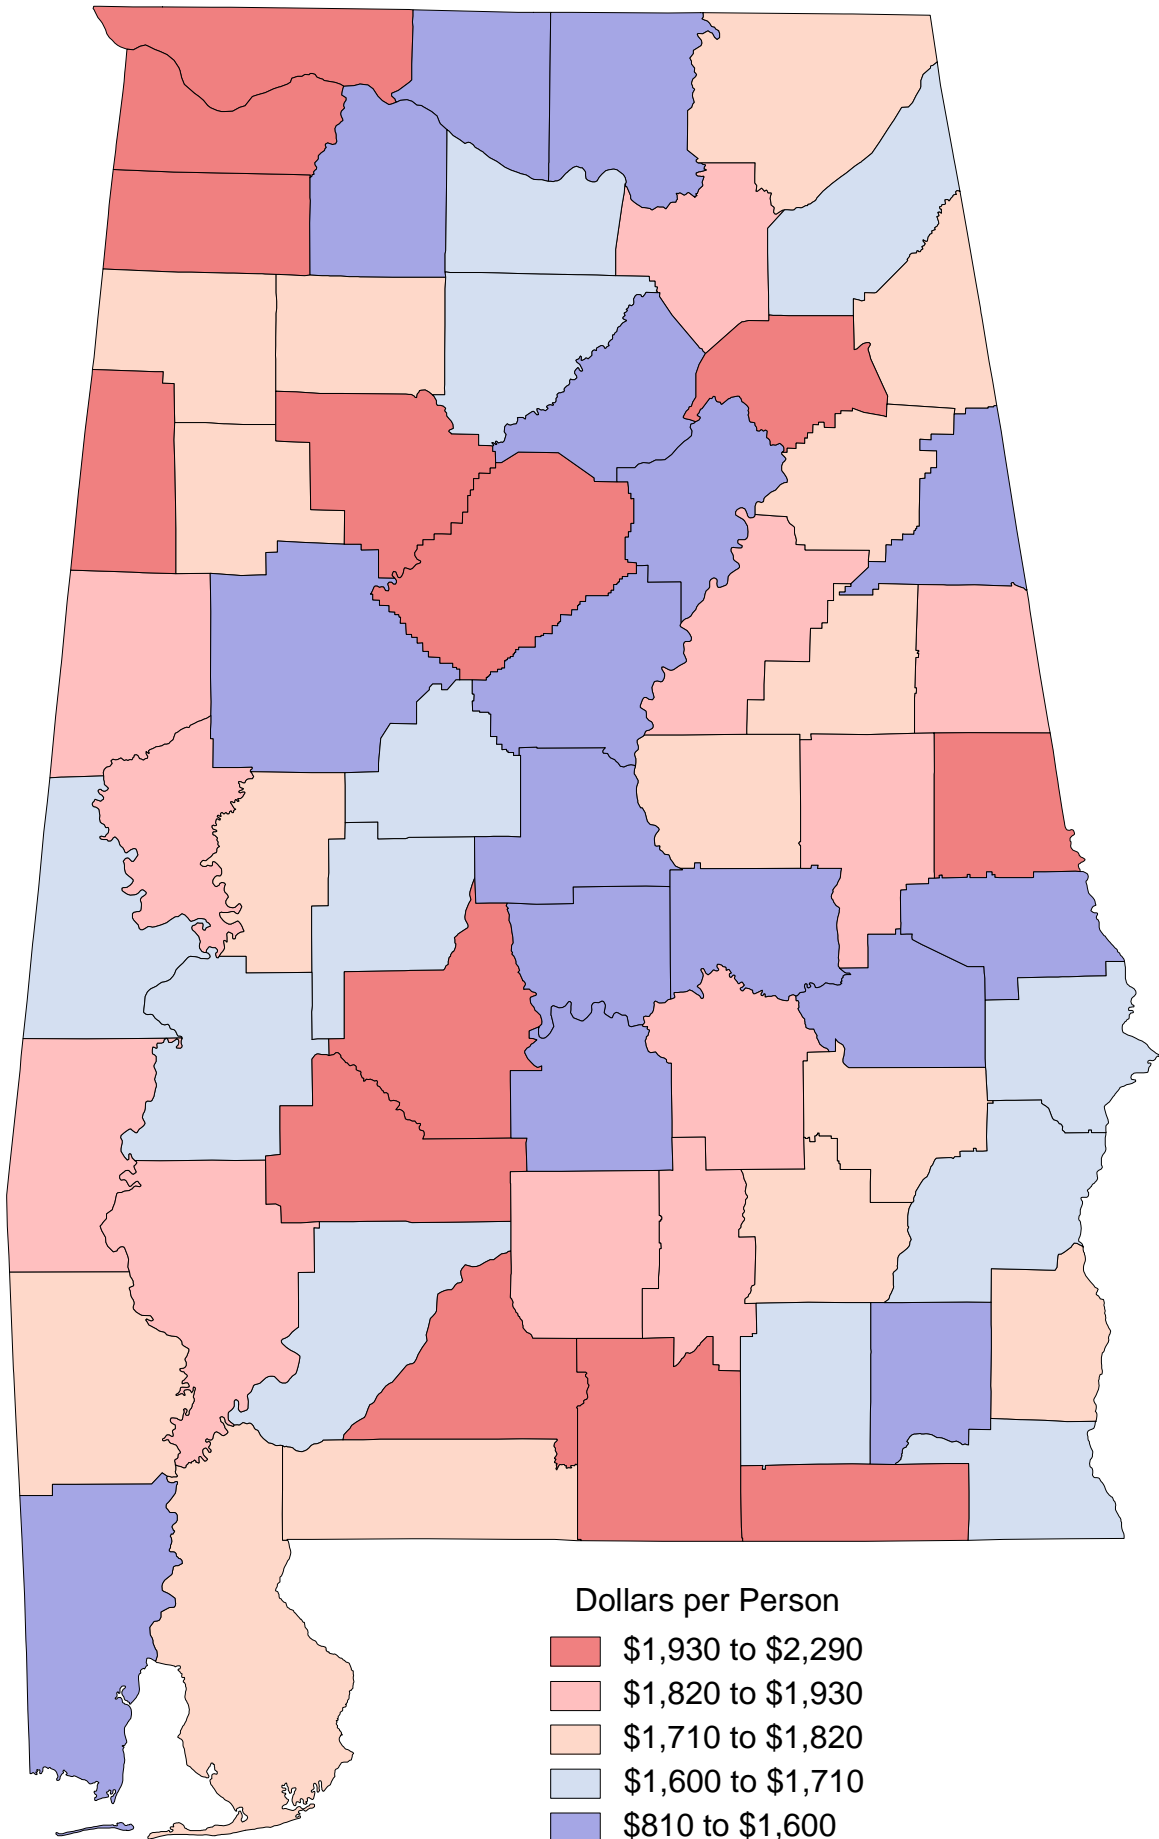 Dollars per Person
$1,930 to $2,290
$1,820 to $1,930
$1,710 to $1,820
$1,600 to $1,710
$810 to $1,600